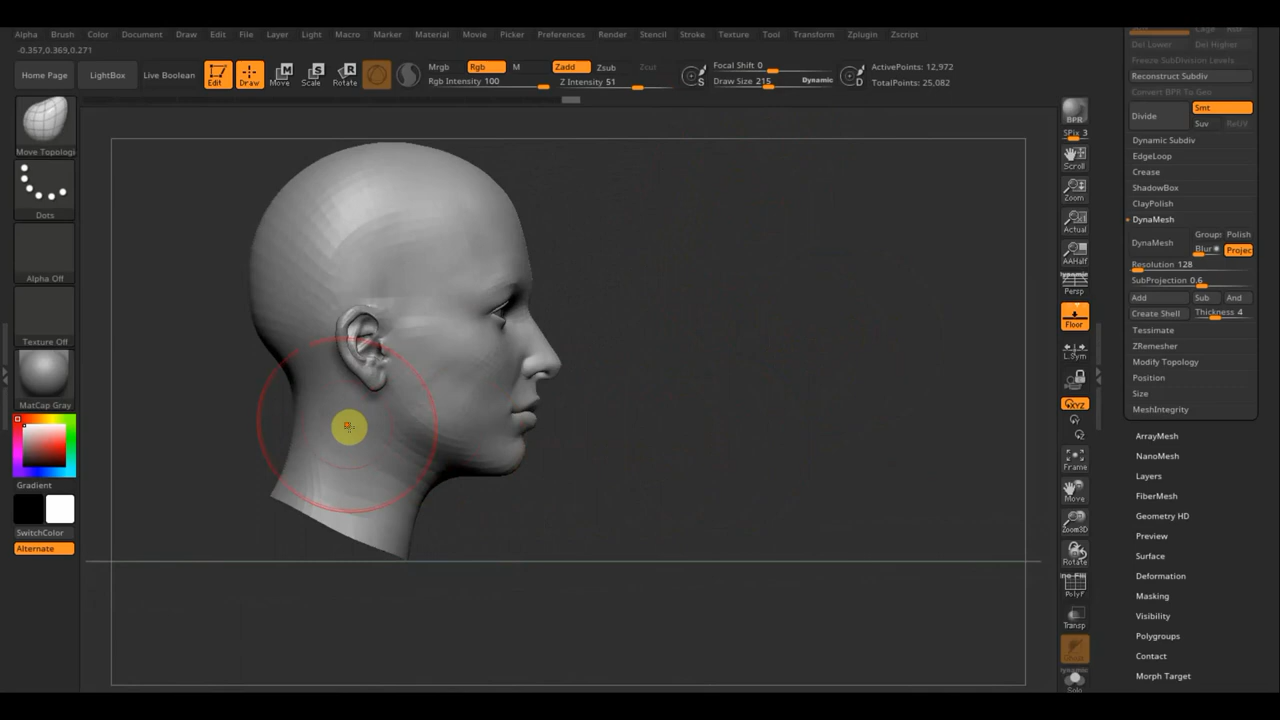 Alpha Brush Color Document Draw Edit File Layer Light Macro Marker Material Movie Picker Preferences Render Stencil Stroke Texture Tool Transform Zplugin Zscript
-0.357,0.369,0.271
Home Page LightBox Live Boolean Edit Draw Move Scale Rotate
Mrgb Rgb M Zadd Zsub Zcut
Rgb Intensity 100 Z Intensity 51
Focal Shift 0
Draw Size 215 Dynamic
S
D
ActivePoints: 12,972
TotalPoints: 25,082
Move Topologi
Dots
Alpha Off
Texture Off
MatCap Gray
Gradient
SwitchColor
Alternate
BPR
SPix 3
Scroll
Zoom
Actual
AAHalf
Dynamic
Persp
Floor
L.Sym
XYZ
Y
Z
Frame
Move
Zoom3D
Rotate
PolyF
Transp
Ghost
Dynamic
Solo
Del Lower Del Higher
Freeze SubDivision Levels
Reconstruct Subdiv
Convert BPR To Geo
Divide Smt
Suv ReUV
Dynamic Subdiv
EdgeLoop
Crease
ShadowBox
ClayPolish
DynaMesh
DynaMesh Groups Polish
Blur Projec
Resolution 128
SubProjection 0.6
Add Sub And
Create Shell Thickness 4
Tessimate
ZRemesher
Modify Topology
Position
Size
MeshIntegrity
ArrayMesh
NanoMesh
Layers
FiberMesh
Geometry HD
Preview
Surface
Deformation
Masking
Visibility
Polygroups
Contact
Morph Target